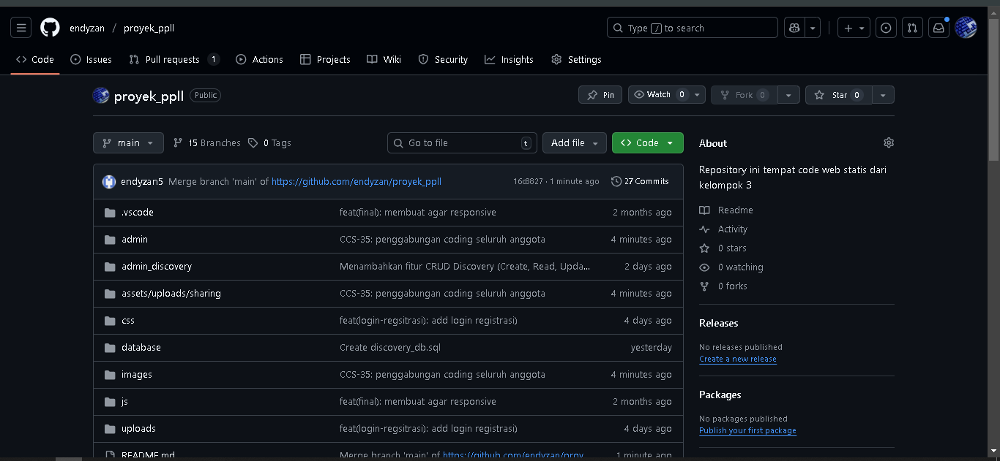 endyzan / proyek_ppll
Type / to search
Code Issues Pull requests 1 Actions Projects Wiki Security Insights Settings
proyek_ppll Public
Pin Watch 0 Fork 0 Star 0
main 15 Branches 0 Tags Go to file t Add file Code
endyzan5 Merge branch 'main' of https://github.com/endyzan/proyek_ppll 16c8827 · 1 minute ago 27 Commits
.vscode feat(final): membuat agar responsive 2 months ago
admin CCS-35: penggabungan coding seluruh anggota 4 minutes ago
admin_discovery Menambahkan fitur CRUD Discovery (Create, Read, Upda... 2 days ago
assets/uploads/sharing CCS-35: penggabungan coding seluruh anggota 4 minutes ago
css feat(login-regsitrasi): add login registrasi) 4 days ago
database Create discovery_db.sql yesterday
images CCS-35: penggabungan coding seluruh anggota 4 minutes ago
js feat(final): membuat agar responsive 2 months ago
uploads feat(login-regsitrasi): add login registrasi) 4 days ago
README.md Merge branch 'main' of https://github.com/endyzan/proy... 1 minute ago
About
Repository ini tempat code web statis dari
kelompok 3
Readme
Activity
0 stars
0 watching
0 forks
Releases
No releases published
Create a new release
Packages
No packages published
Publish your first package